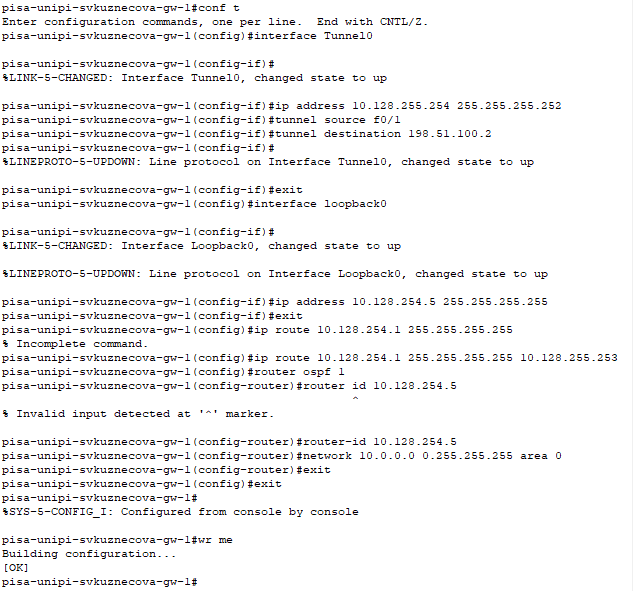 pisa-unipi-svkuznecova-gw-1#conf t
Enter configuration commands, one per line.  End with CNTL/Z.
pisa-unipi-svkuznecova-gw-1(config)#interface Tunnel0
pisa-unipi-svkuznecova-gw-1(config-if)#
%LINK-5-CHANGED: Interface Tunnel0, changed state to up
pisa-unipi-svkuznecova-gw-1(config-if)#ip address 10.128.255.254 255.255.255.252
pisa-unipi-svkuznecova-gw-1(config-if)#tunnel source f0/1
pisa-unipi-svkuznecova-gw-1(config-if)#tunnel destination 198.51.100.2
pisa-unipi-svkuznecova-gw-1(config-if)#
%LINEPROTO-5-UPDOWN: Line protocol on Interface Tunnel0, changed state to up
pisa-unipi-svkuznecova-gw-1(config-if)#exit
pisa-unipi-svkuznecova-gw-1(config)#interface loopback0
pisa-unipi-svkuznecova-gw-1(config-if)#
%LINK-5-CHANGED: Interface Loopback0, changed state to up
%LINEPROTO-5-UPDOWN: Line protocol on Interface Loopback0, changed state to up
pisa-unipi-svkuznecova-gw-1(config-if)#ip address 10.128.254.5 255.255.255.255
pisa-unipi-svkuznecova-gw-1(config-if)#exit
pisa-unipi-svkuznecova-gw-1(config)#ip route 10.128.254.1 255.255.255.255
% Incomplete command.
pisa-unipi-svkuznecova-gw-1(config)#ip route 10.128.254.1 255.255.255.255 10.128.255.253
pisa-unipi-svkuznecova-gw-1(config)#router ospf 1
pisa-unipi-svkuznecova-gw-1(config-router)#router id 10.128.254.5
^
% Invalid input detected at '^' marker.
pisa-unipi-svkuznecova-gw-1(config-router)#router-id 10.128.254.5
pisa-unipi-svkuznecova-gw-1(config-router)#network 10.0.0.0 0.255.255.255 area 0
pisa-unipi-svkuznecova-gw-1(config-router)#exit
pisa-unipi-svkuznecova-gw-1(config)#exit
pisa-unipi-svkuznecova-gw-1#
%SYS-5-CONFIG_I: Configured from console by console
pisa-unipi-svkuznecova-gw-1#wr me
Building configuration...
[OK]
pisa-unipi-svkuznecova-gw-1#